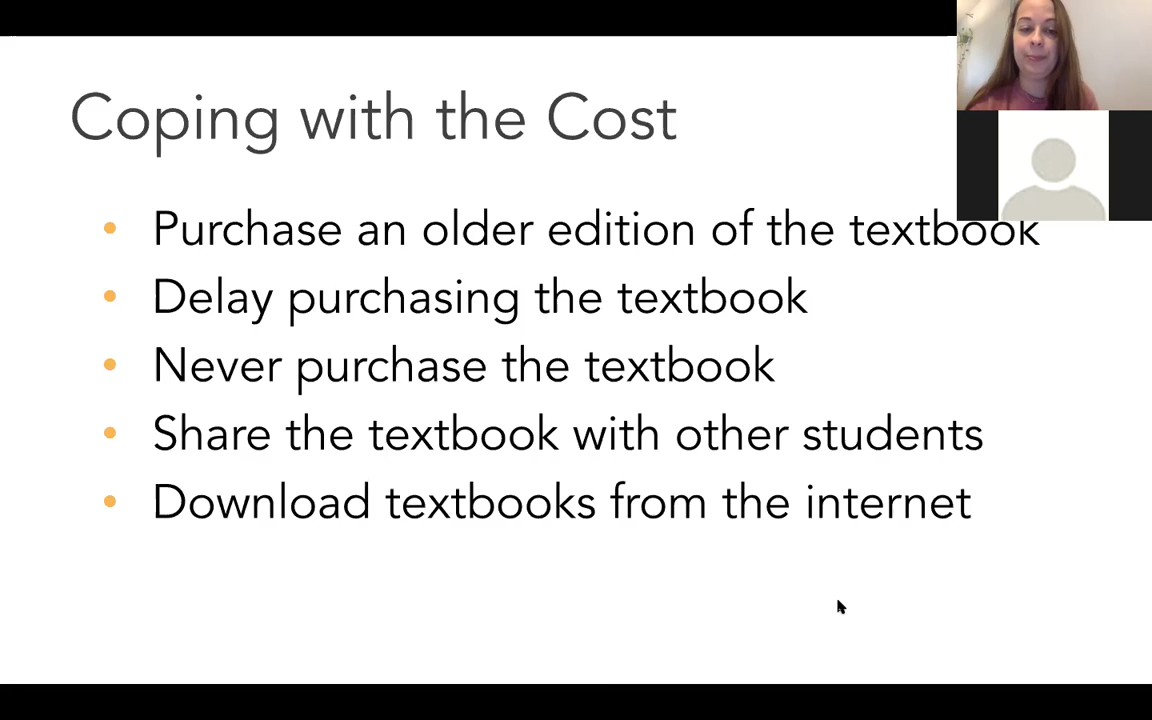 Coping with the Cost
• Purchase an older edition of the textbook
• Delay purchasing the textbook
• Never purchase the textbook
• Share the textbook with other students
• Download textbooks from the internet